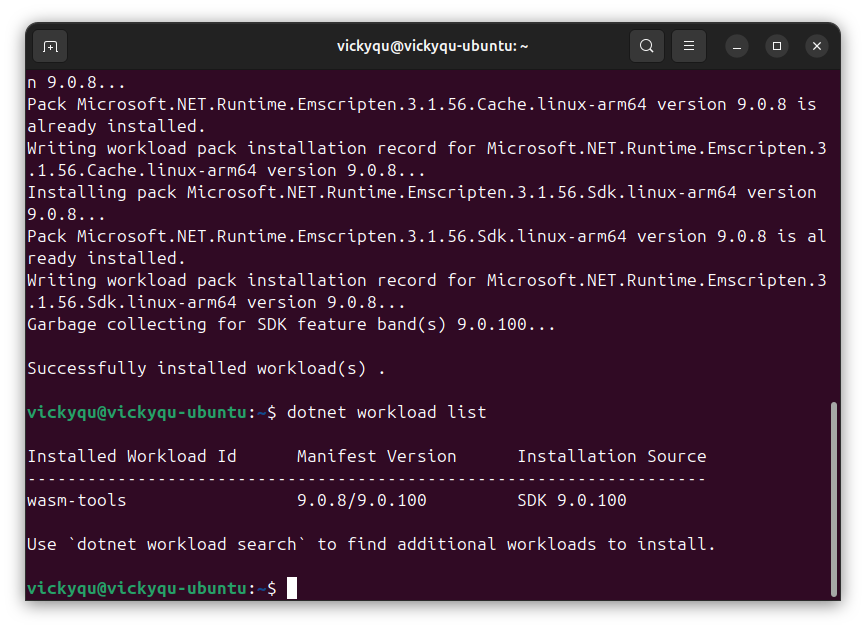 vickyqu@vickyqu-ubuntu: ~
n 9.0.8...
Pack Microsoft.NET.Runtime.Emscripten.3.1.56.Cache.linux-arm64 version 9.0.8 is
already installed.
Writing workload pack installation record for Microsoft.NET.Runtime.Emscripten.3
.1.56.Cache.linux-arm64 version 9.0.8...
Installing pack Microsoft.NET.Runtime.Emscripten.3.1.56.Sdk.linux-arm64 version
9.0.8...
Pack Microsoft.NET.Runtime.Emscripten.3.1.56.Sdk.linux-arm64 version 9.0.8 is al
ready installed.
Writing workload pack installation record for Microsoft.NET.Runtime.Emscripten.3
.1.56.Sdk.linux-arm64 version 9.0.8...
Garbage collecting for SDK feature band(s) 9.0.100...
Successfully installed workload(s) .
vickyqu@vickyqu-ubuntu:~$ dotnet workload list
Installed Workload Id      Manifest Version      Installation Source
--------------------------------------------------------------------
wasm-tools                 9.0.8/9.0.100         SDK 9.0.100
Use `dotnet workload search` to find additional workloads to install.
vickyqu@vickyqu-ubuntu:~$